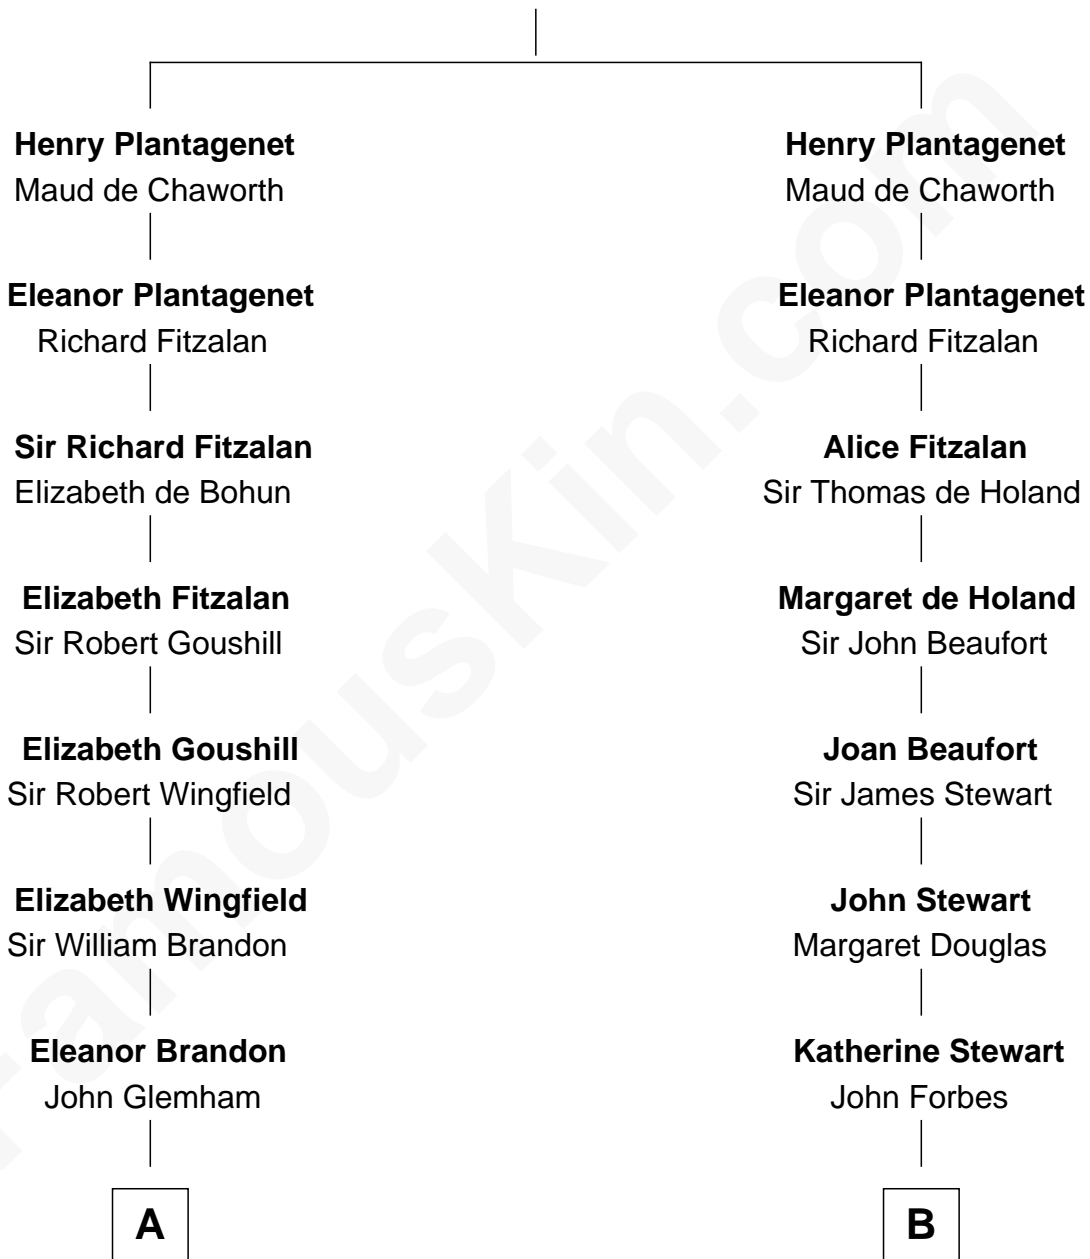 Henry Plantagenet
Maud de Chaworth
Eleanor Plantagenet
Richard Fitzalan
Sir Richard Fitzalan
Elizabeth de Bohun
Elizabeth Fitzalan
Sir Robert Goushill
Elizabeth Goushill
Sir Robert Wingfield
Elizabeth Wingfield
Sir William Brandon
Eleanor Brandon
John Glemham
A
Henry Plantagenet
Maud de Chaworth
Eleanor Plantagenet
Richard Fitzalan
Alice Fitzalan
Sir Thomas de Holand
Margaret de Holand
Sir John Beaufort
Joan Beaufort
Sir James Stewart
John Stewart
Margaret Douglas
Katherine Stewart
John Forbes
B
FamousKin.com